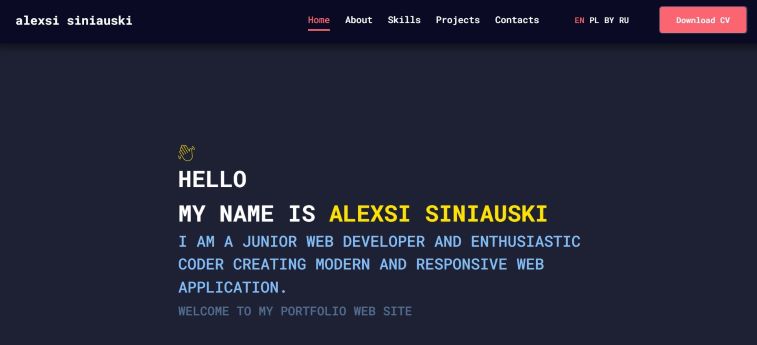 alexsi siniauski
Home About Skills Projects Contacts
EN PL BY RU
Download CV
HELLO
MY NAME IS ALEXSI SINIAUSKI
I AM A JUNIOR WEB DEVELOPER AND ENTHUSIASTIC
CODER CREATING MODERN AND RESPONSIVE WEB
APPLICATION.
WELCOME TO MY PORTFOLIO WEB SITE